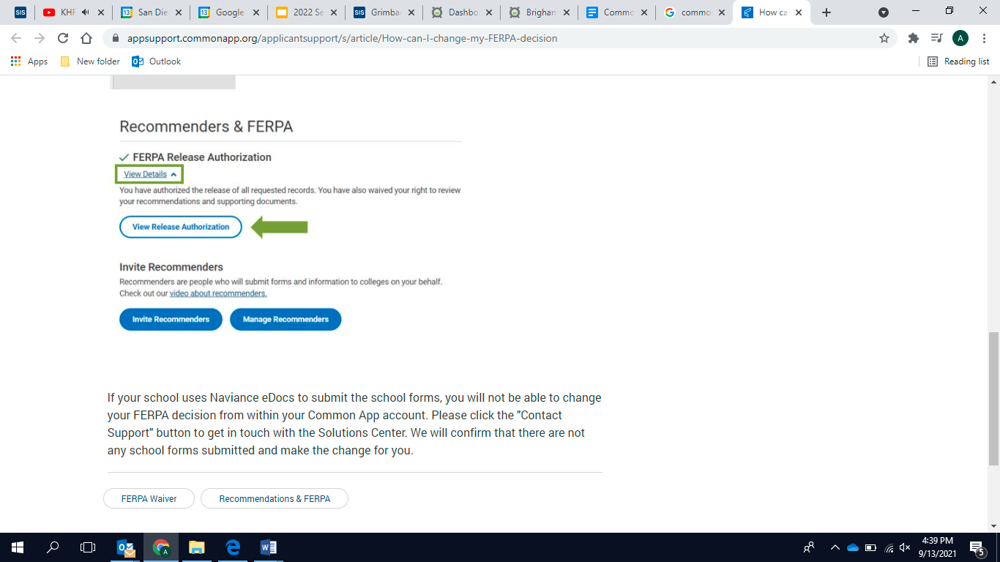 SIS
KHF
13 San Die
13 Google
2022 Se
SIS Grimba
Dashbo
Brigham
Commo
G commo
How ca
appsupport.commonapp.org/applicantsupport/s/article/How-can-I-change-my-FERPA-decision
A
Apps New folder Outlook Reading list
Recommenders & FERPA
FERPA Release Authorization
View Details
You have authorized the release of all requested records. You have also waived your right to review
your recommendations and supporting documents.
View Release Authorization
Invite Recommenders
Recommenders are people who will submit forms and information to colleges on your behalf.
Check out our video about recommenders.
Invite Recommenders Manage Recommenders
If your school uses Naviance eDocs to submit the school forms, you will not be able to change
your FERPA decision from within your Common App account. Please click the "Contact
Support" button to get in touch with the Solutions Center. We will confirm that there are not
any school forms submitted and make the change for you.
FERPA Waiver Recommendations & FERPA
4:39 PM
9/13/2021
5